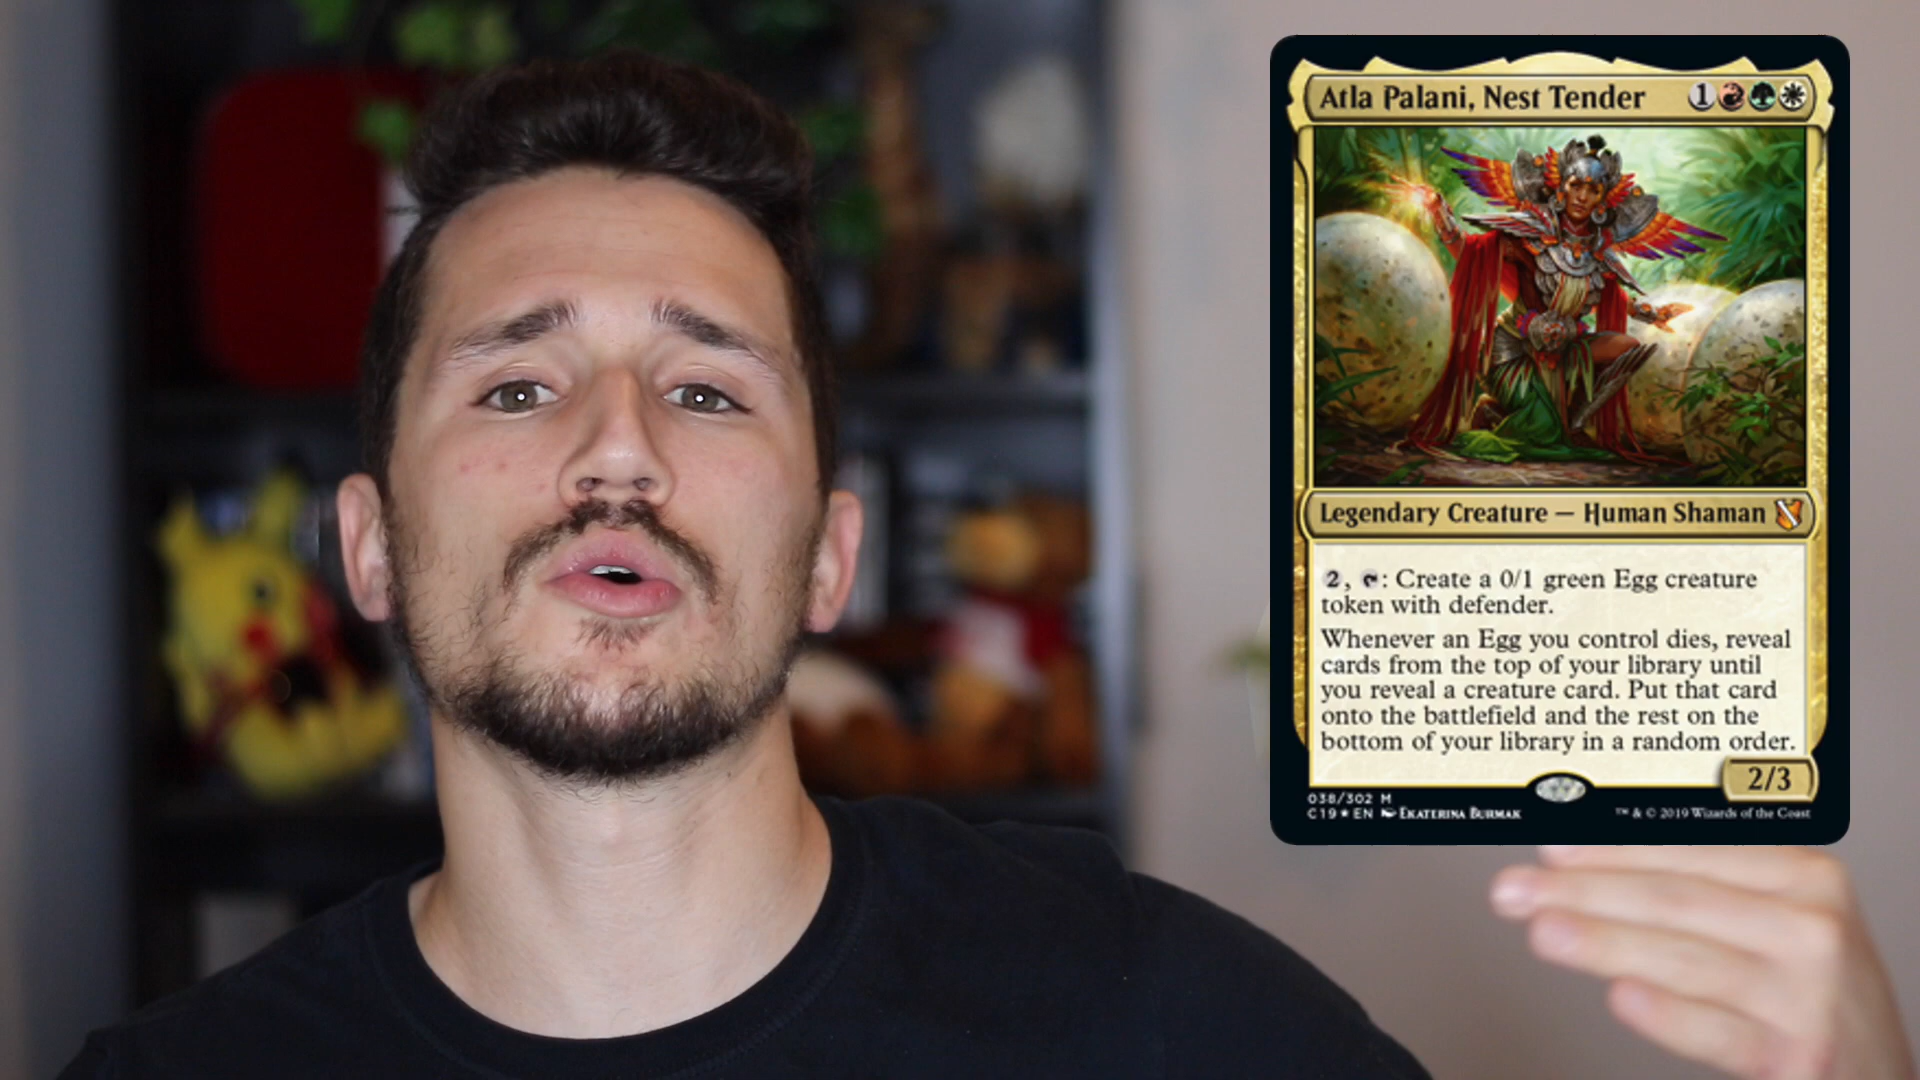 Atla Palani, Nest Tender 1
Legendary Creature — Human Shaman
2, : Create a 0/1 green Egg creature
token with defender.
Whenever an Egg you control dies, reveal
cards from the top of your library until
you reveal a creature card. Put that card
onto the battlefield and the rest on the
bottom of your library in a random order.
2/3
038/302 M
C19★EN Ekaterina Burmak
™ & © 2019 Wizards of the Coast